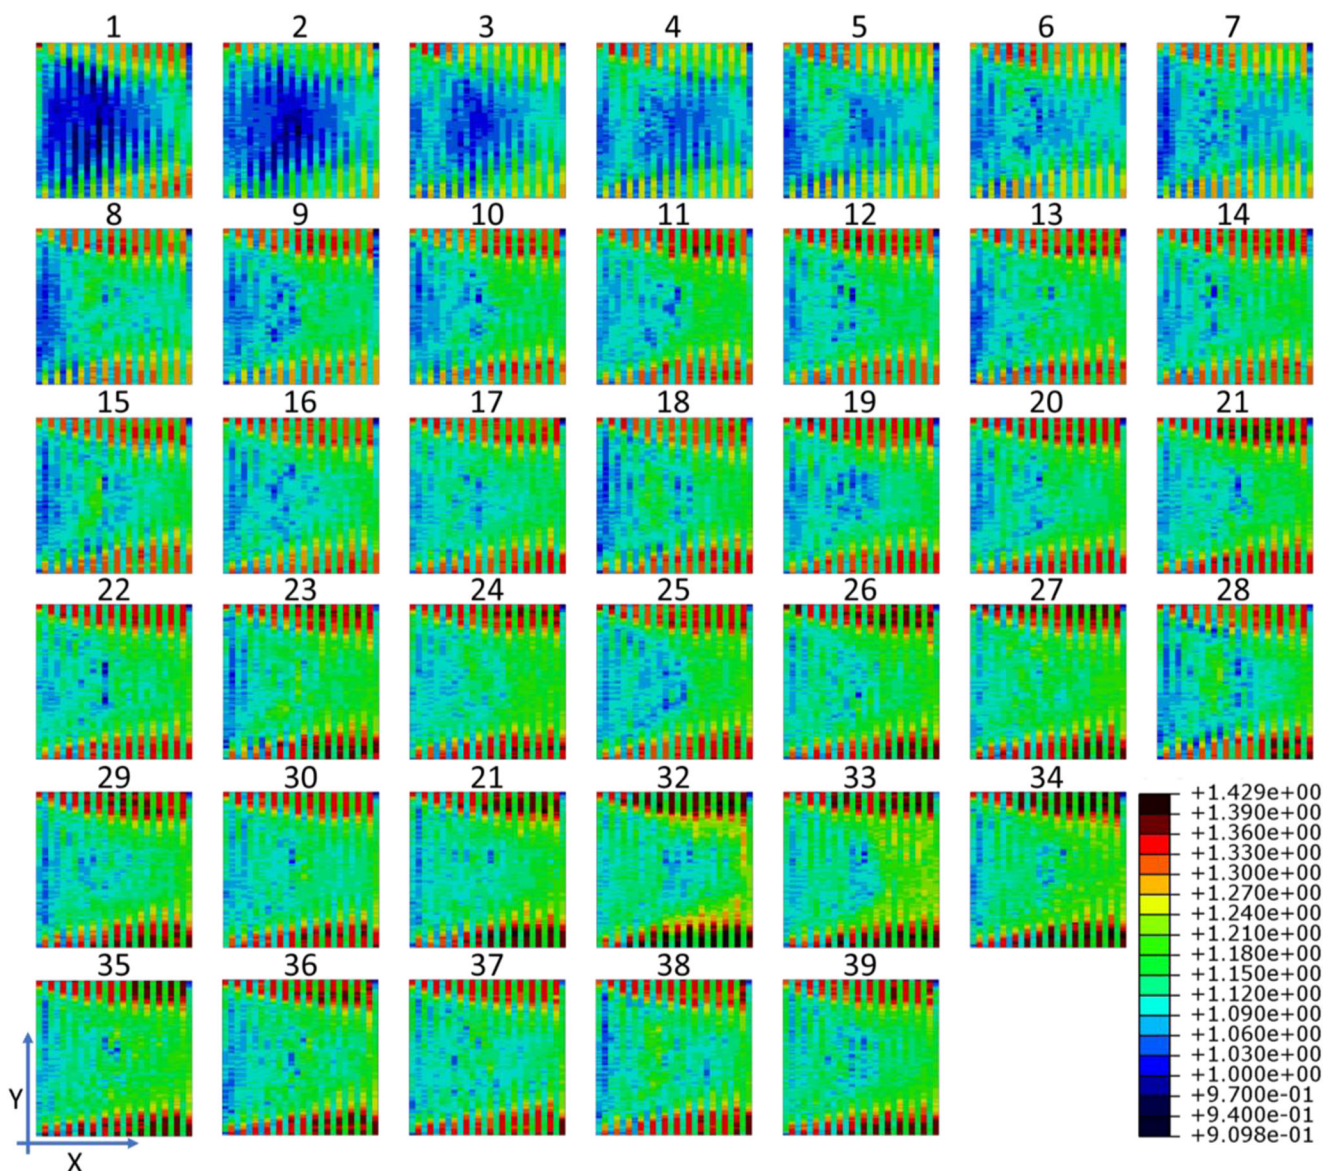 1 2 3 4 5 6 7
8 9 10 11 12 13 14
15 16 17 18 19 20 21
22 23 24 25 26 27 28
29 30 21 32 33 34
+1.429e+00
+1.390e+00
+1.360e+00
+1.330e+00
+1.300e+00
+1.270e+00
+1.240e+00
+1.210e+00
+1.180e+00
+1.150e+00
+1.120e+00
+1.090e+00
+1.060e+00
+1.030e+00
+1.000e+00
+9.700e-01
+9.400e-01
+9.098e-01
35 36 37 38 39
Y
X